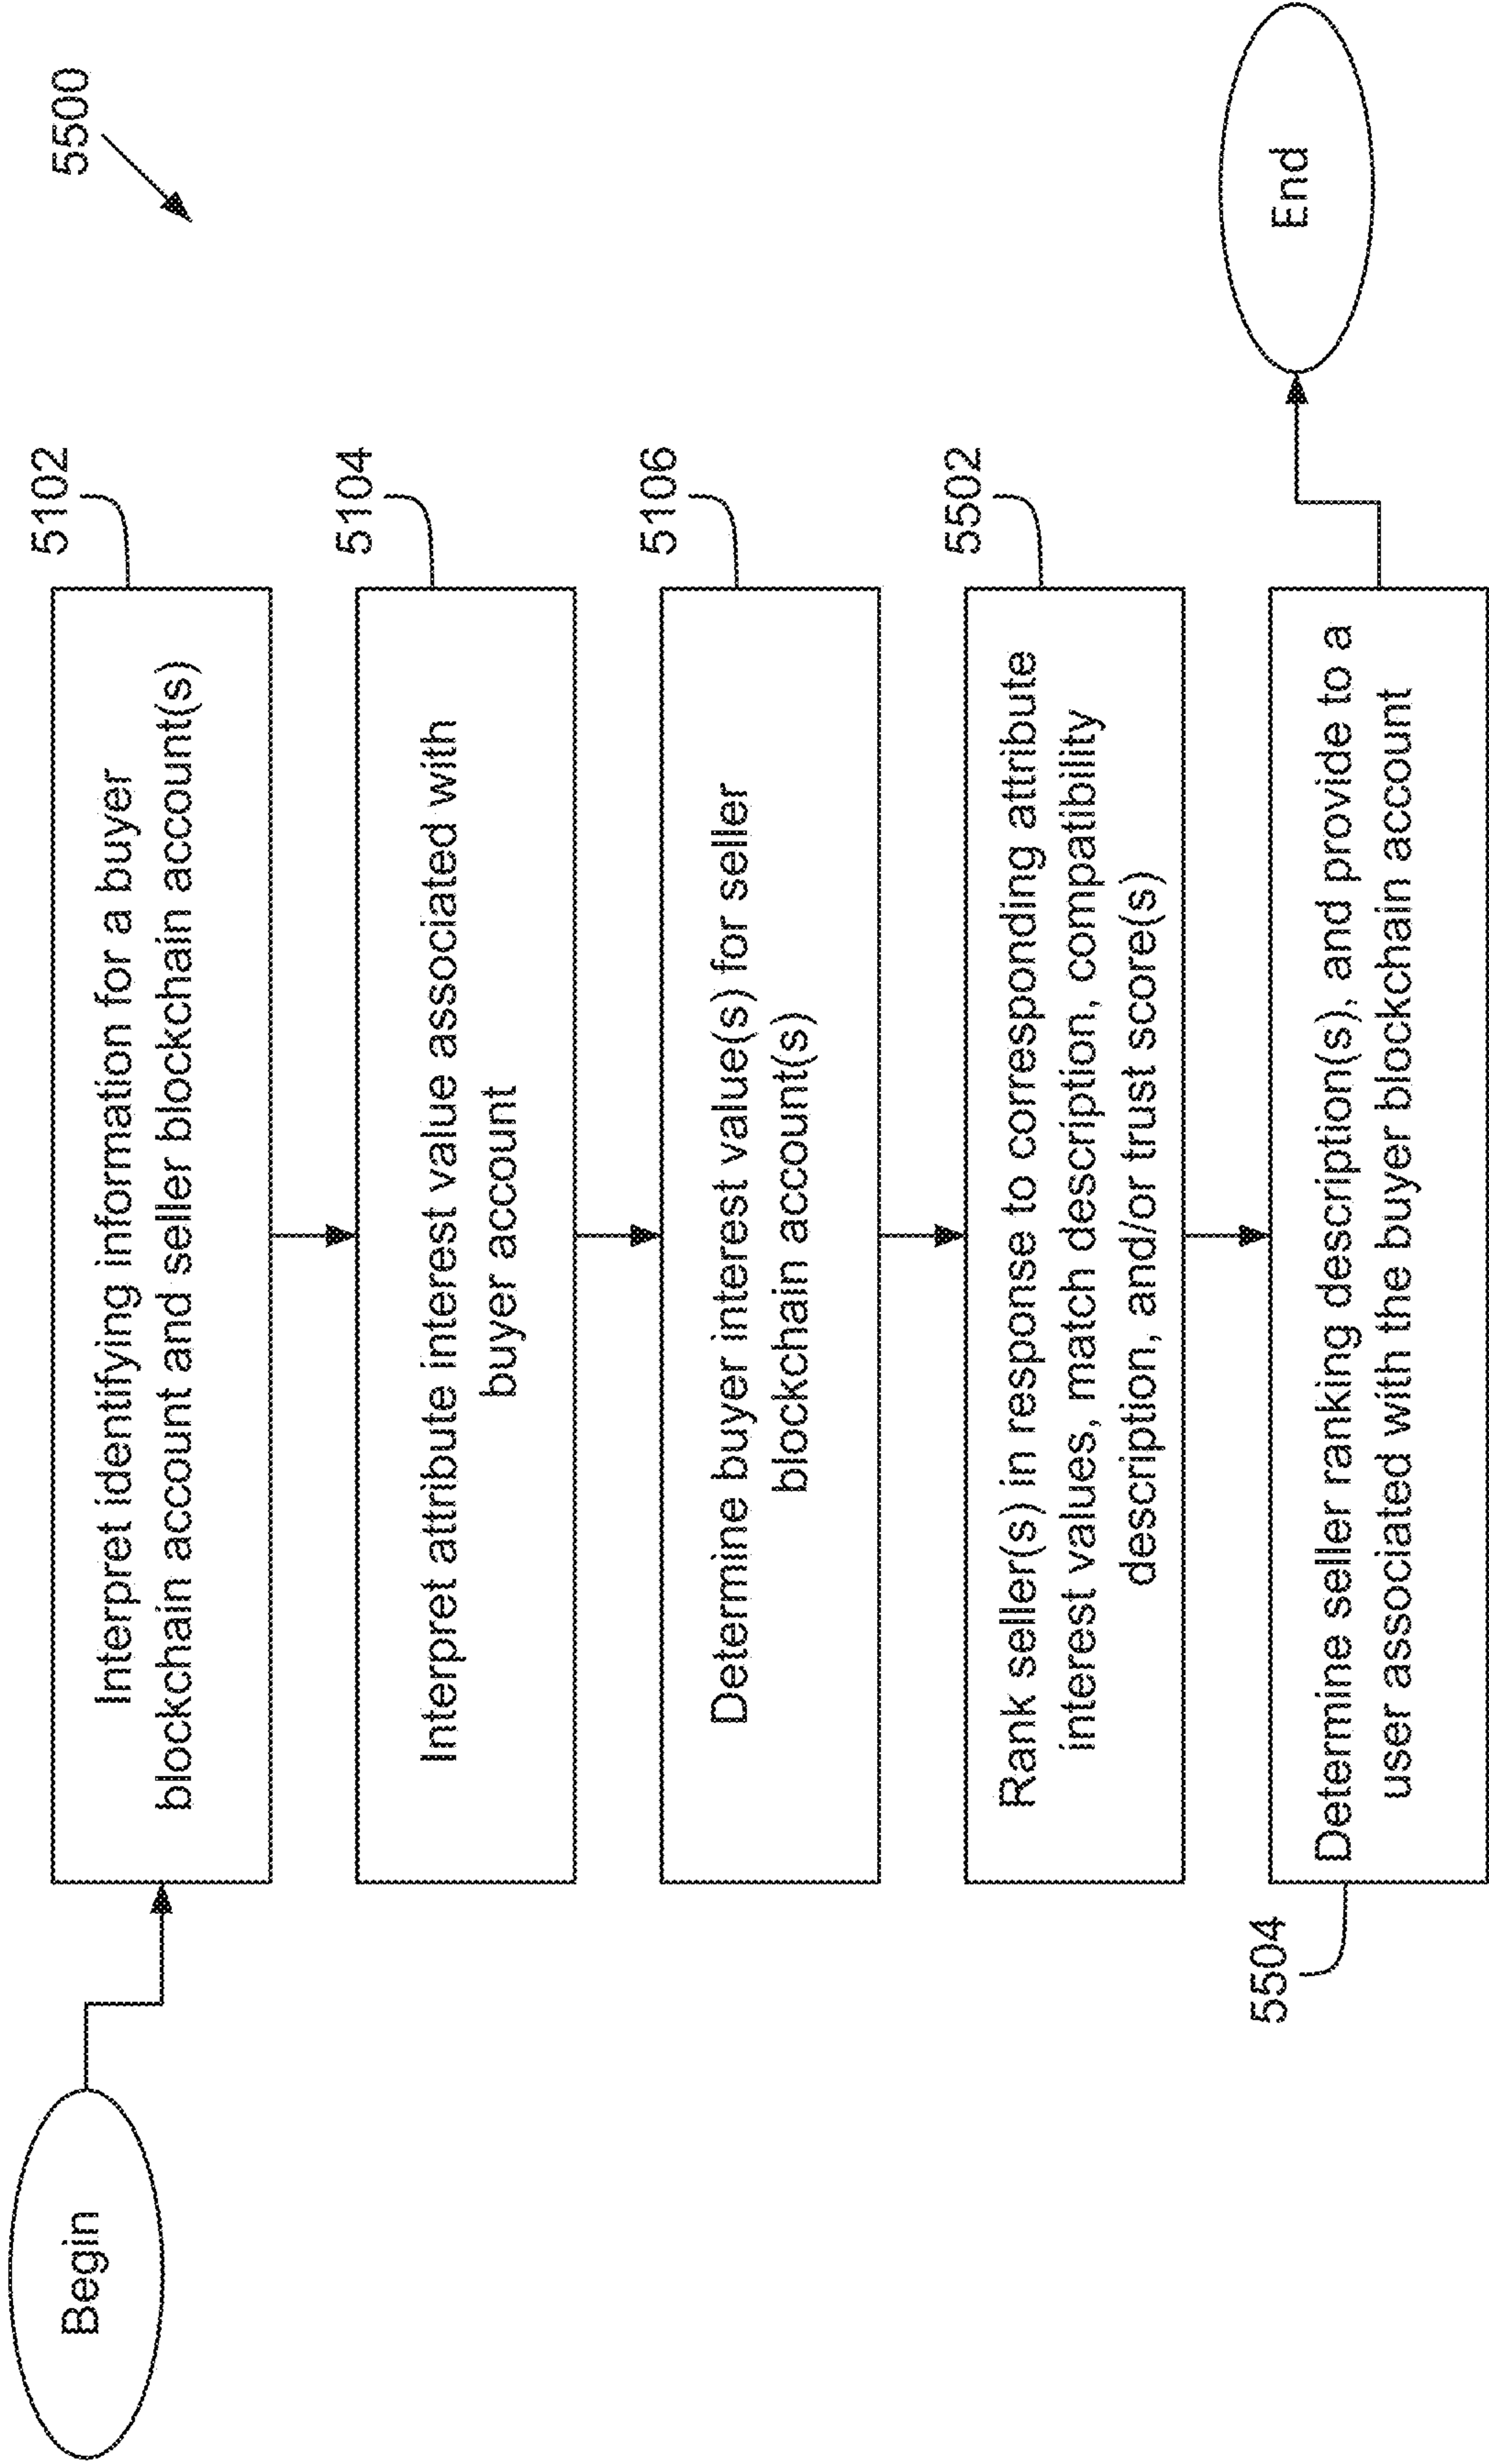 5500
Begin
5102
Interpret identifying information for a buyer
blockchain account and seller blockchain account(s)
5104
Interpret attribute interest value associated with
buyer account
5106
Determine buyer interest value(s) for seller
blockchain account(s)
5502
Rank seller(s) in response to corresponding attribute
interest values, match description, compatibility
description, and/or trust score(s)
5504
Determine seller ranking description(s), and provide to a
user associated with the buyer blockchain account
End